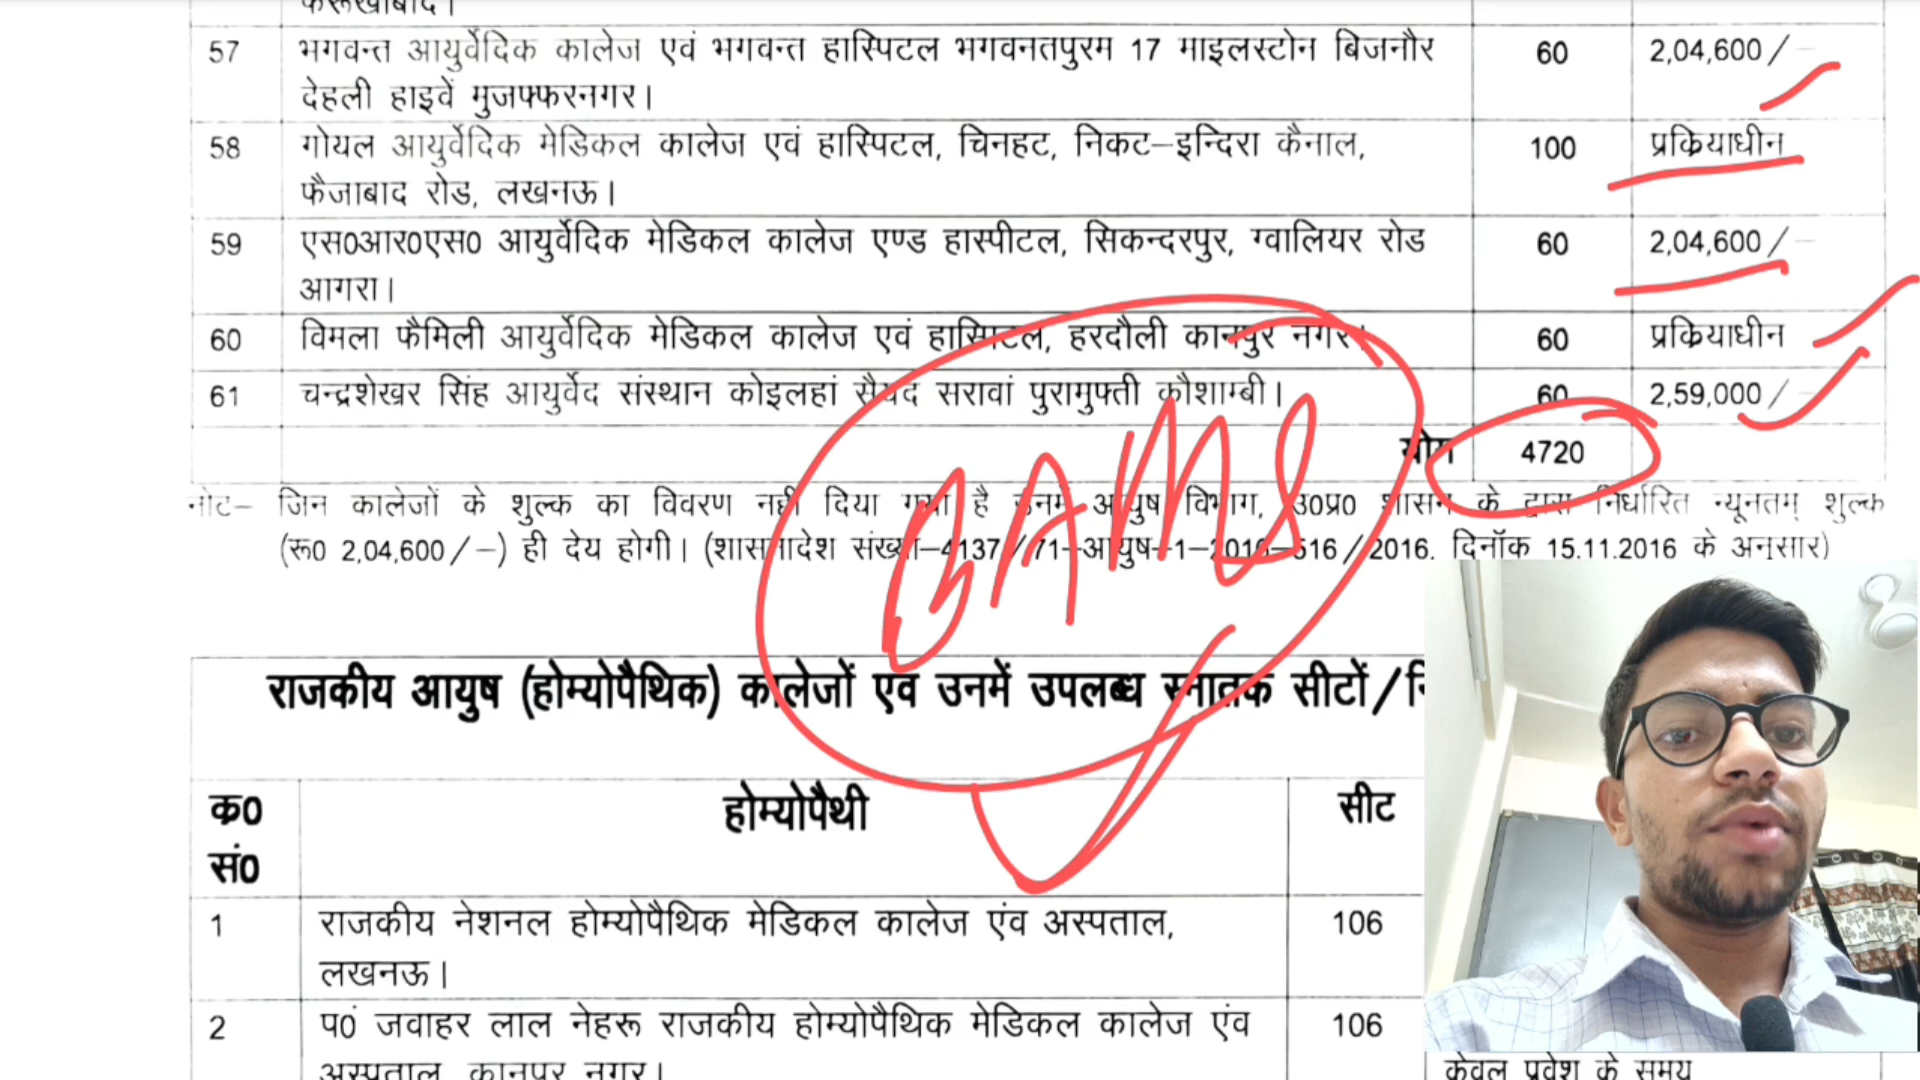 फरूखाबाद।
57 भगवन्त आयुर्वेदिक कालेज एवं भगवन्त हास्पिटल भगवनतपुरम 17 माइलस्टोन बिजनौर 60 2,04,600/–
देहली हाइवें मुजफ्फरनगर।
58 गोयल आयुर्वेदिक मेडिकल कालेज एवं हास्पिटल, चिनहट, निकट–इन्दिरा कैनाल, 100 प्रकियाधीन
फैजाबाद रोड, लखनऊ।
59 एस0आर0एस0 आयुर्वेदिक मेडिकल कालेज एण्ड हास्पीटल, सिकन्दरपुर, ग्वालियर रोड 60 2,04,600/–
आगरा।
60 विमला फैमिली आयुर्वेदिक मेडिकल कालेज एवं हास्पिटल, हरदौली कानपुर नगर। 60 प्रकियाधीन
61 चन्द्रशेखर सिंह आयुर्वेद संस्थान कोइलहां सैयद सरावां पुरामुफ्ती कौशाम्बी। 60 2,59,000/–
योग 4720
नोट– जिन कालेजों के शुल्क का विवरण नही दिया गया है उनमें आयुष विभाग, उ0प्र0 शासन के द्वारा निर्धारित न्यूनतम् शुल्क
(रू0 2,04,600/–) ही देय होगी। (शासनादेश संख्या–4137/71–आयुष–1–2016–516/2016, दिनॉक 15.11.2016 के अनुसार)
BAMS
राजकीय आयुष (होम्योपैथिक) कालेजों एवं उनमें उपलब्ध स्नातक सीटों/
क0 सं0 होम्योपैथी सीट
1 राजकीय नेशनल होम्योपैथिक मेडिकल कालेज एंव अस्पताल, 106
लखनऊ।
2 प0 जवाहर लाल नेहरू राजकीय होम्योपैथिक मेडिकल कालेज एंव 106
अस्पताल, कानपुर नगर।
केवल प्रवेश के समय